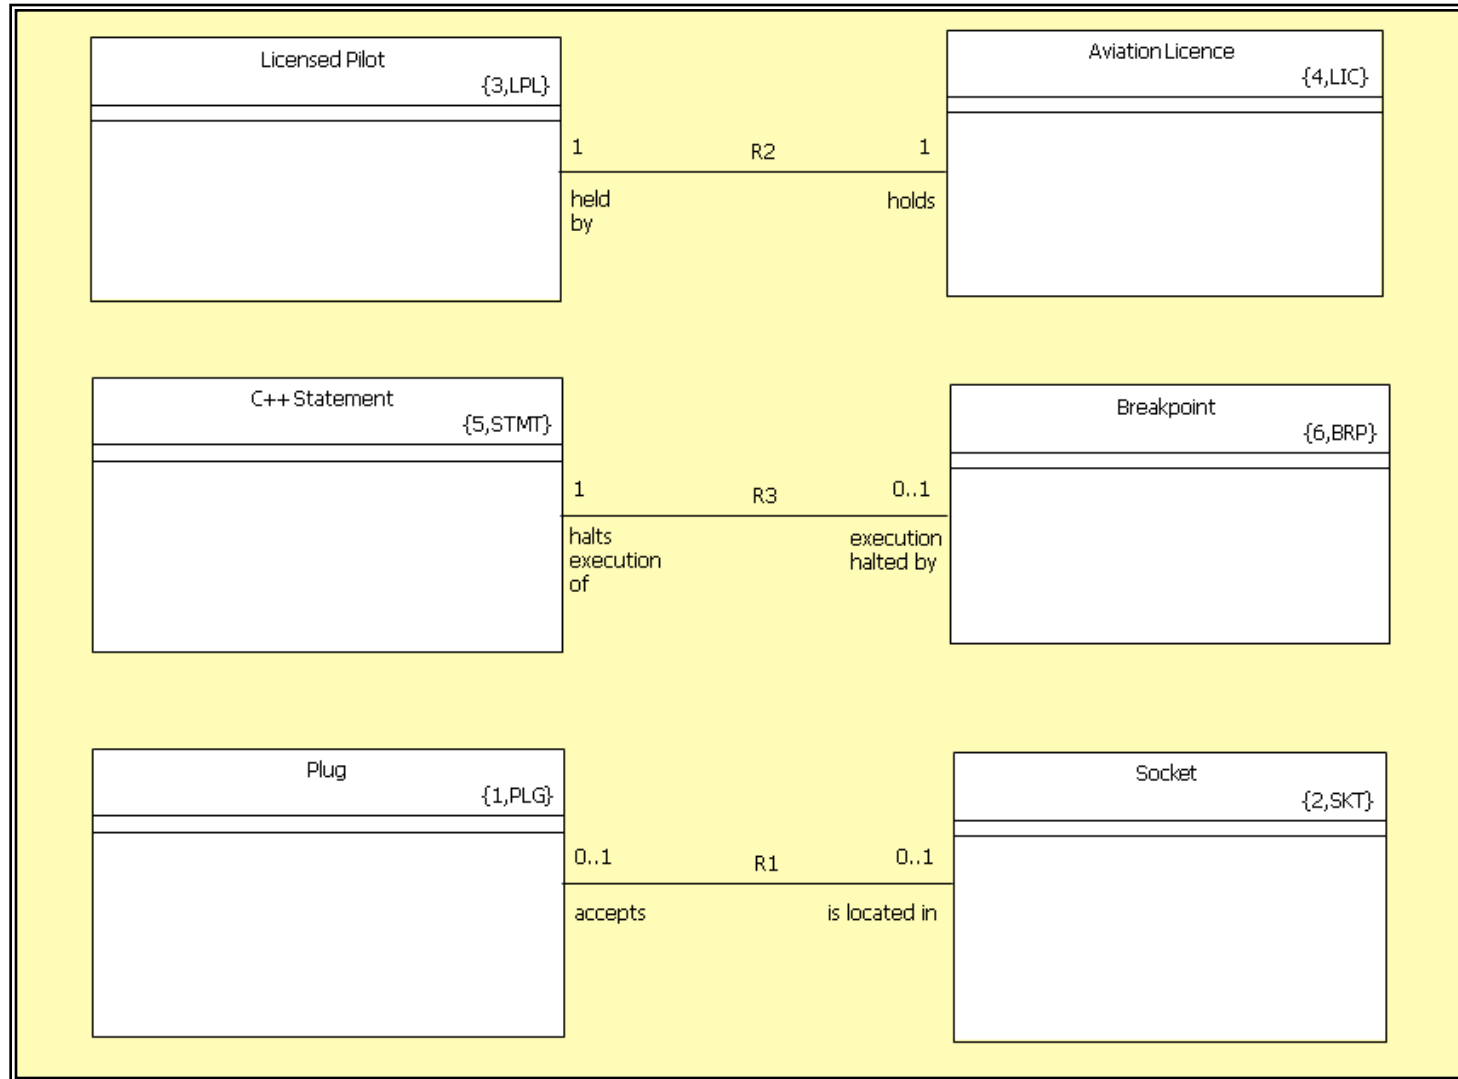 Licensed Pilot
{3,LPL}
Aviation Licence
{4,LIC}
1
R2
1
held
by
holds
C++ Statement
{5,STMT}
Breakpoint
{6,BRP}
1
R3
0..1
halts
execution
of
execution
halted by
Plug
{1,PLG}
Socket
{2,SKT}
0..1
R1
0..1
accepts
is located in